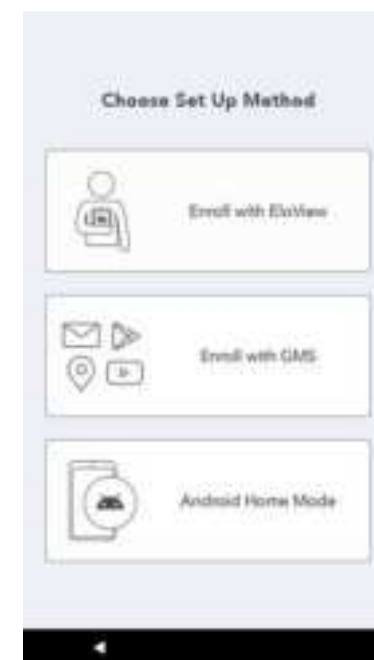 Choose Set Up Method
Enroll with EloView
Enroll with GMS
Android Home Mode